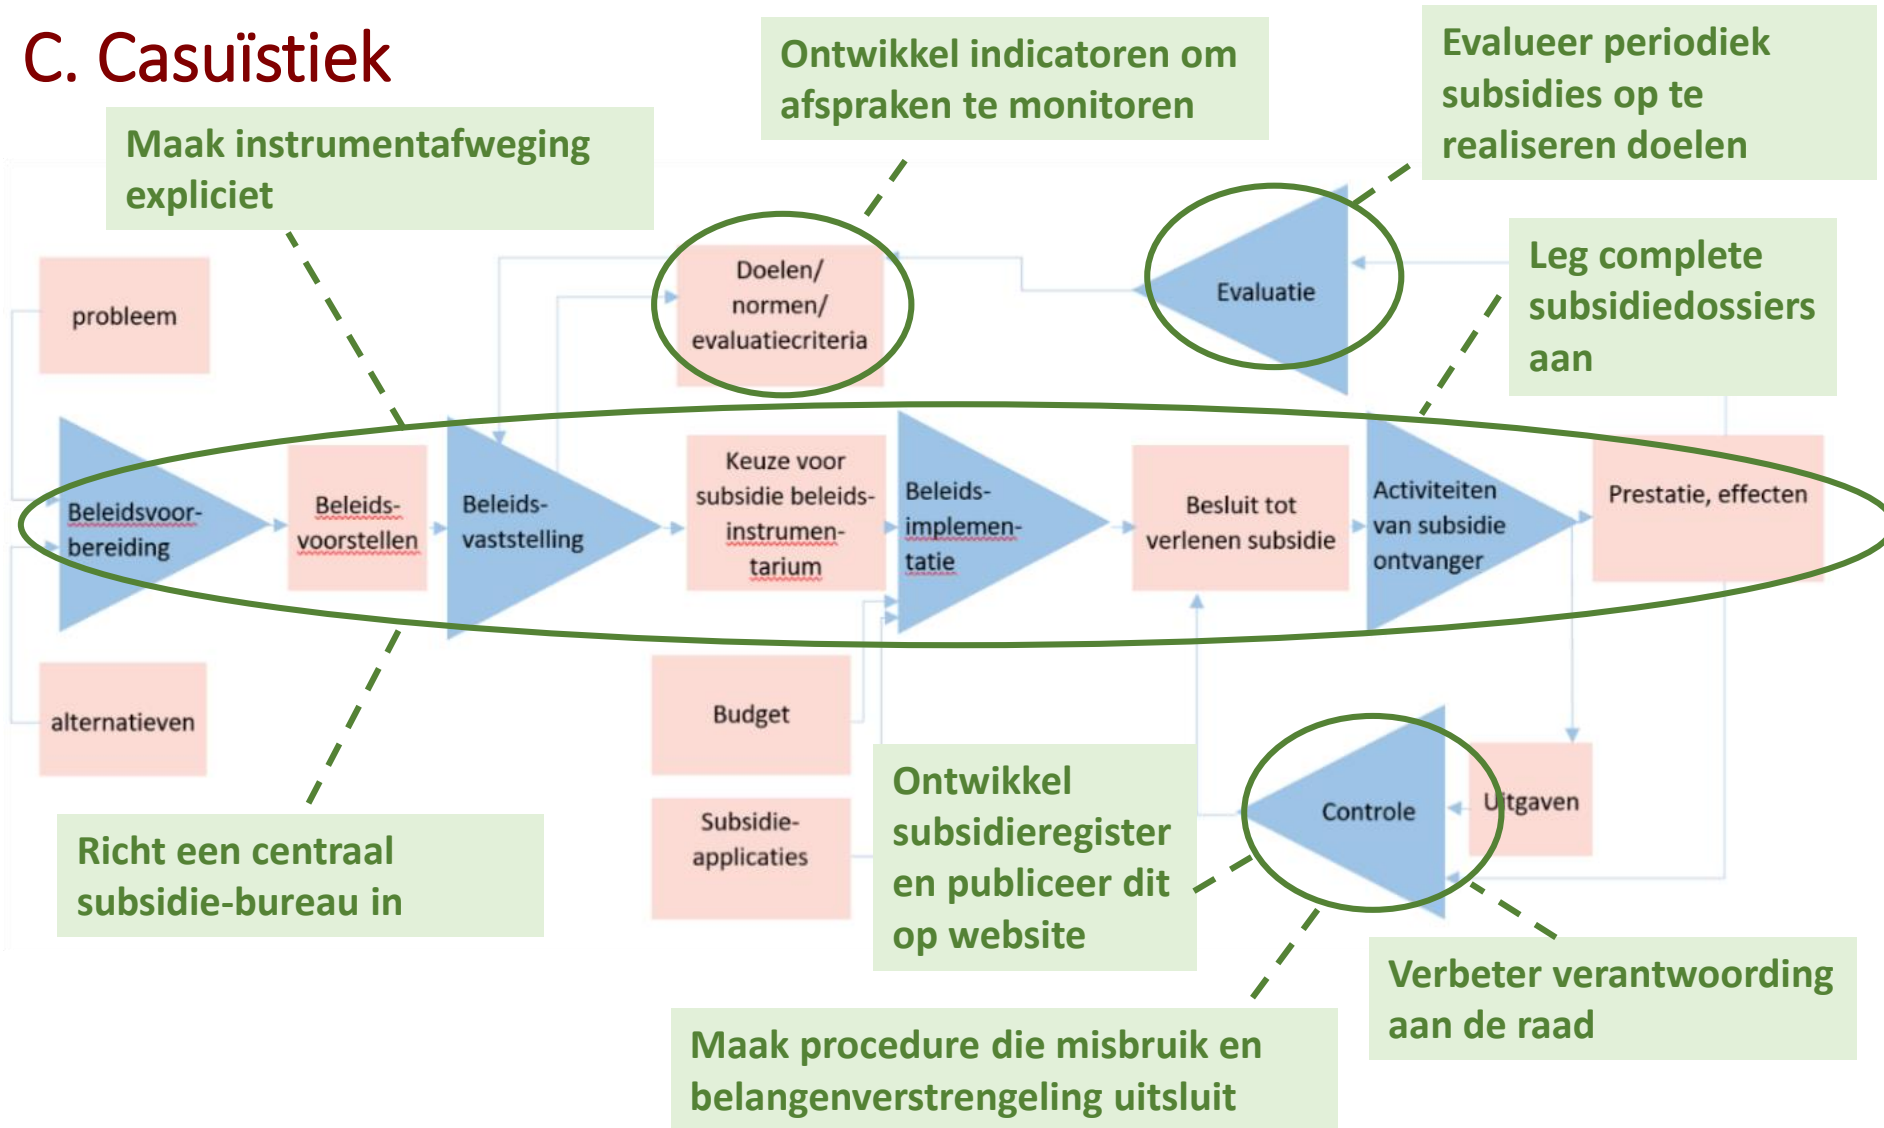 C. Casuïstiek
Ontwikkel indicatoren om
afspraken te monitoren
Evalueer periodiek
subsidies op te
realiseren doelen
Maak instrumentafweging
expliciet
Leg complete
subsidiedossiers
aan
probleem
Doelen/
normen/
evaluatiecriteria
Evaluatie
Beleidsvoor-
bereiding
Beleids-
voorstellen
Beleids-
vaststelling
Keuze voor
subsidie beleids-
instrumen-
tarium
Beleids-
implemen-
tatie
Besluit tot
verlenen subsidie
Activiteiten
van subsidie
ontvanger
Prestatie, effecten
alternatieven
Budget
Subsidie-
applicaties
Controle
Uitgaven
Richt een centraal
subsidie-bureau in
Ontwikkel
subsidieregister
en publiceer dit
op website
Verbeter verantwoording
aan de raad
Maak procedure die misbruik en
belangenverstrengeling uitsluit